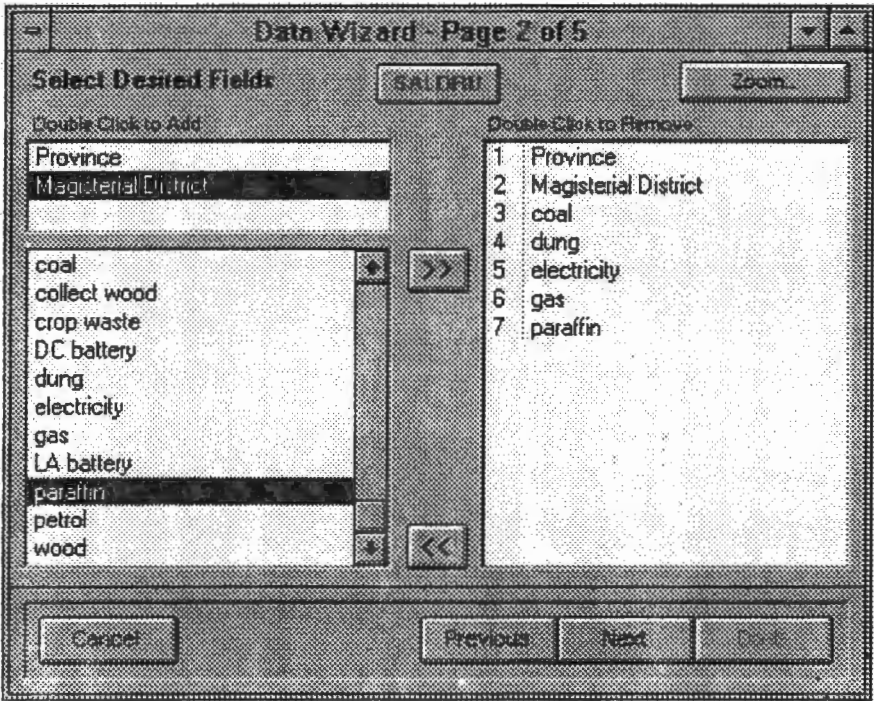 Data Wizard - Page 2 of 5
Select Desired Fields
SALDRU
Zoom...
Double Click to Add
Province
Magisterial District
coal
collect wood
crop waste
DC battery
dung
electricity
gas
LA battery
paraffin
petrol
wood
>>
<<
Double Click to Remove
1 Province
2 Magisterial District
3 coal
4 dung
5 electricity
6 gas
7 paraffin
Cancel
Previous
Next